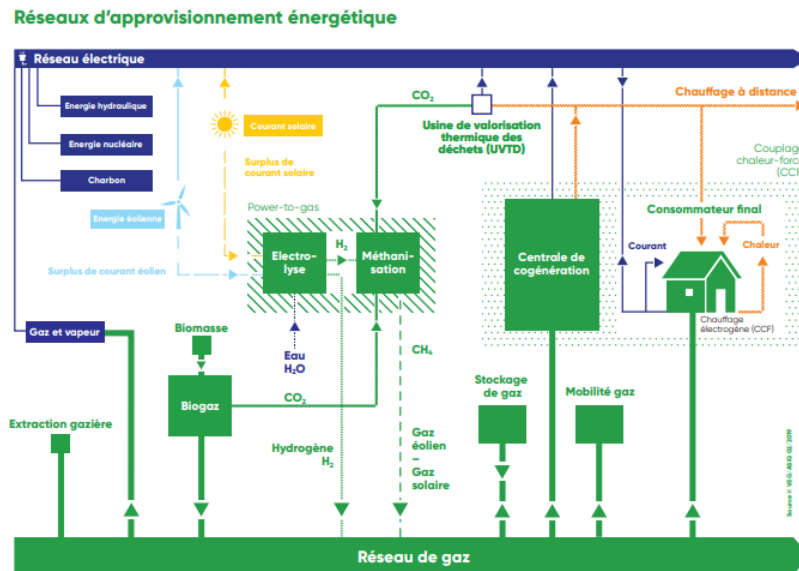 Réseaux d'approvisionnement énergétique
Réseau électrique
Energie hydraulique
Energie nucléaire
Charbon
Energie éolienne
Courant solaire
Surplus de
courant solaire
Surplus de courant éolien
CO₂
Usine de valorisation
thermique des
déchets (UVTD)
Chauffage à distance
Couplage
chaleur-force
(CCF)
Power-to-gas
Electro-
lyse
H₂
Méthani-
sation
Centrale de
cogénération
Consommateur final
Courant
Chaleur
Chauffage
électrogène (CCF)
Gaz et vapeur
Biomasse
Eau
H₂O
CH₄
Biogaz
CO₂
Stockage
de gaz
Mobilité gaz
Extraction gazière
Hydrogène
H₂
Gaz
éolien
–
Gaz
solaire
Réseau de gaz